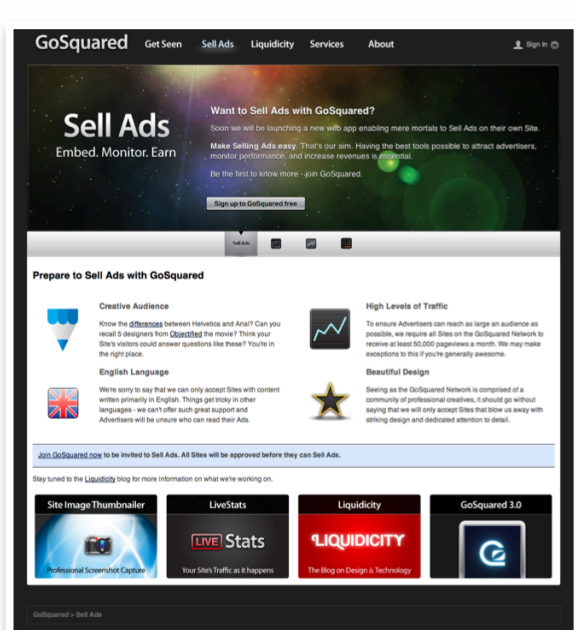 GoSquared
Get Seen Sell Ads Liquidicity Services About
Sign In
Sell Ads
Embed. Monitor. Earn
Want to Sell Ads with GoSquared?
Soon we will be launching a new web app enabling mere mortals to Sell Ads on their own Site.
Make Selling Ads easy. That's our aim. Having the best tools possible to attract advertisers,
monitor performance, and increase revenues is essential.
Be the first to know more - join GoSquared.
Sign up to GoSquared free
Sell Ads
Prepare to Sell Ads with GoSquared
Creative Audience
Know the differences between Helvetica and Arial? Can you
recall 5 designers from Objectified the movie? Think your
Site's visitors could answer questions like these? You're in
the right place.
High Levels of Traffic
To ensure Advertisers can reach as large an audience as
possible, we require all Sites on the GoSquared Network to
receive at least 50,000 pageviews a month. We may make
exceptions to this if you're generally awesome.
English Language
We're sorry to say that we can only accept Sites with content
written primarily in English. Things get tricky in other
languages - we can't offer such great support and
Advertisers will be unsure who can read their Ads.
Beautiful Design
Seeing as the GoSquared Network is comprised of a
community of professional creatives, it should go without
saying that we will only accept Sites that blow us away with
striking design and dedicated attention to detail.
Join GoSquared now to be invited to Sell Ads. All Sites will be approved before they can Sell Ads.
Stay tuned to the Liquidicity blog for more information on what we're working on.
Site Image Thumbnailer
Professional Screenshot Capture
LiveStats
LIVE Stats
Your Site's Traffic as it happens
Liquidicity
LIQUIDICITY
The Blog on Design & Technology
GoSquared 3.0
GoSquared > Sell Ads